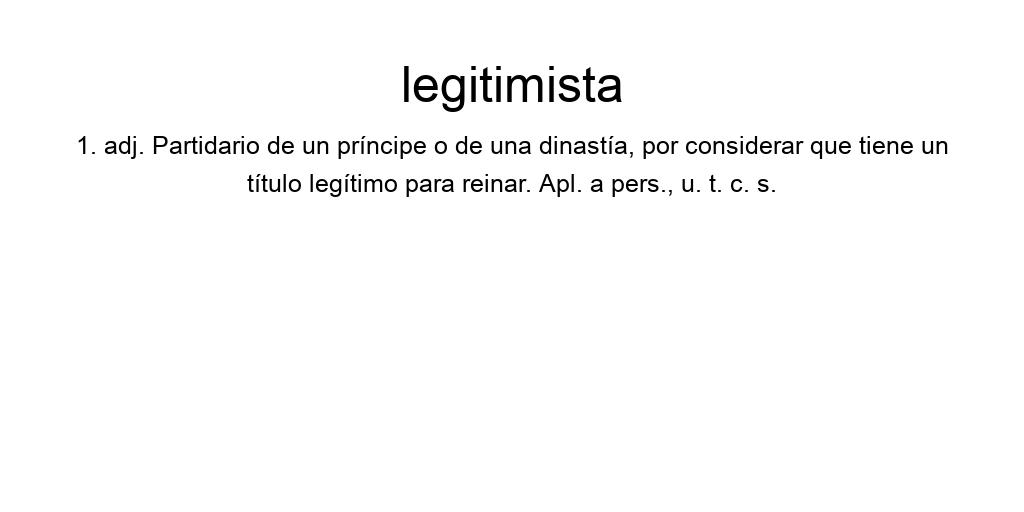 legitimista
1. adj. Partidario de un príncipe o de una dinastía, por considerar que tiene un
título legítimo para reinar. Apl. a pers., u. t. c. s.